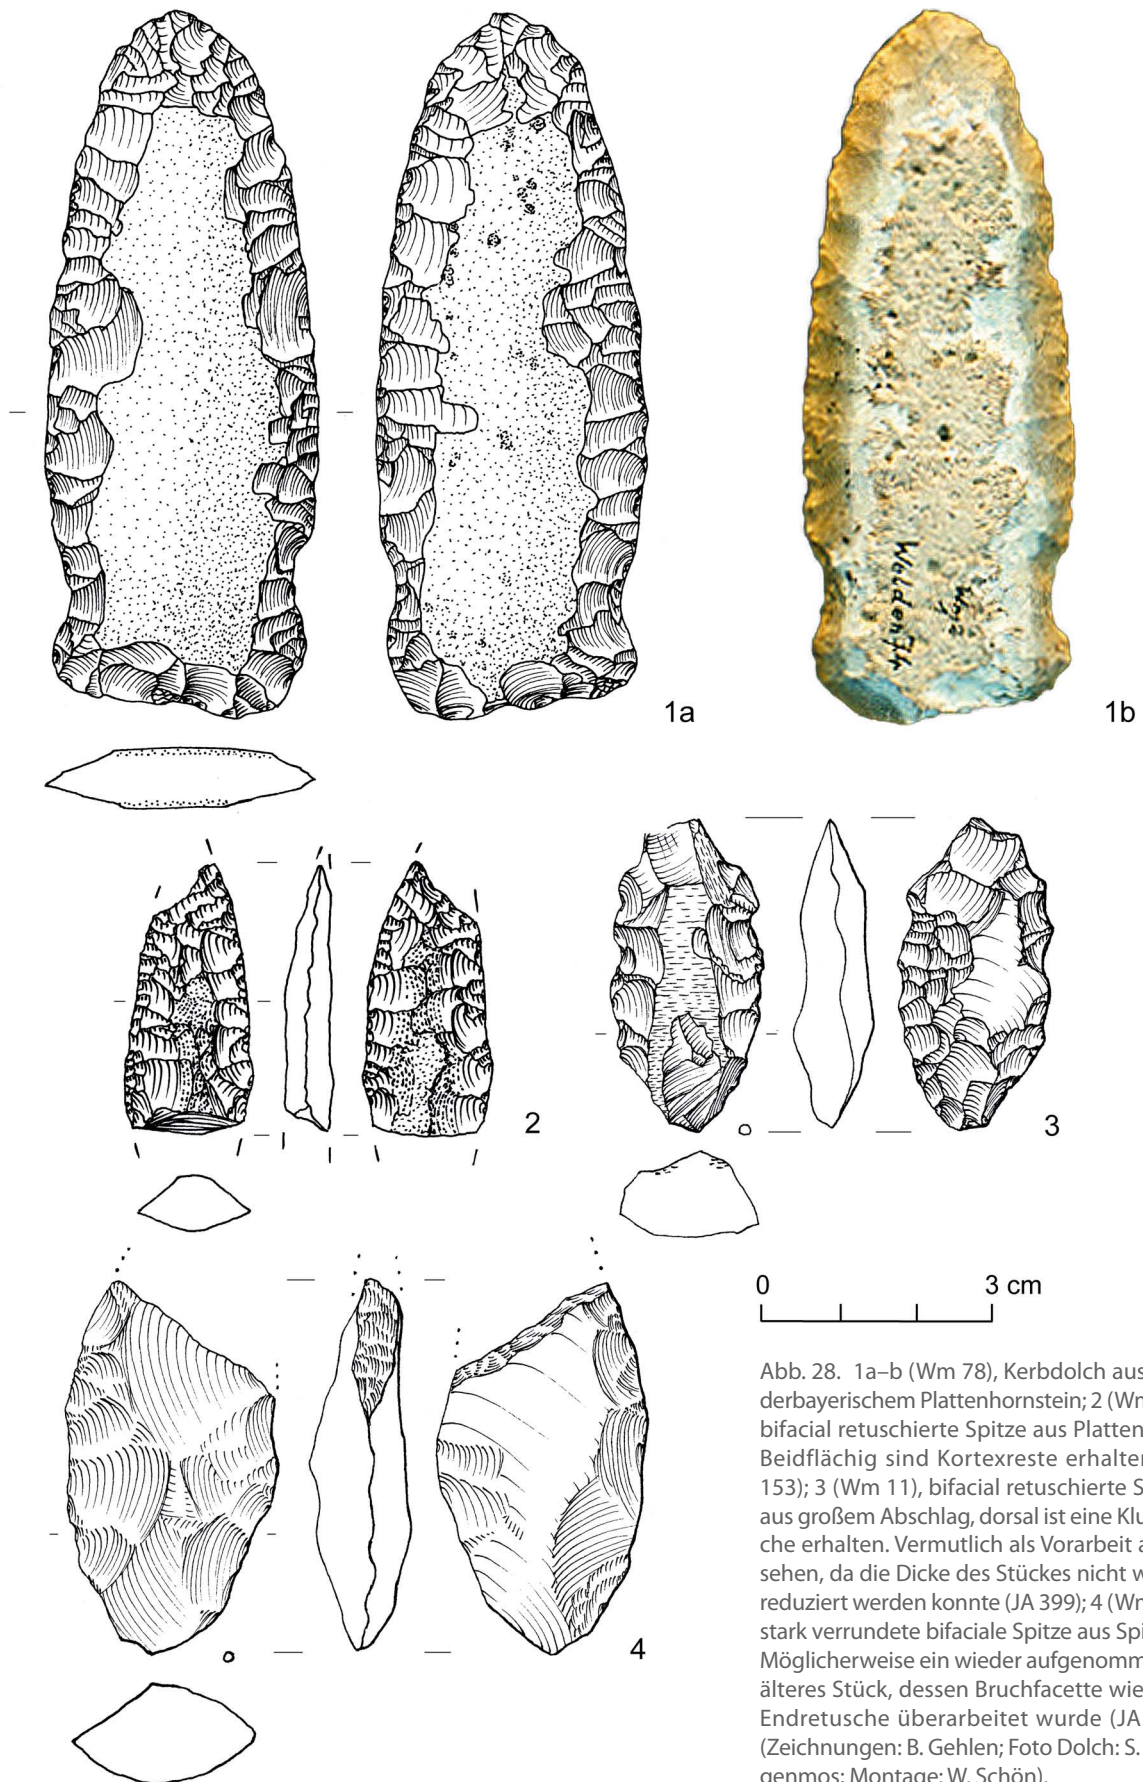 1a
1b
Walden 74
2
3
0 3 cm
4
Abb. 28. 1a–b (Wm 78), Kerbdolch aus
derbayerischem Plattenhornstein; 2 (Wm
bifacial retuschierte Spitze aus Platten
Beidflächig sind Kortexreste erhalten
153); 3 (Wm 11), bifacial retuschierte S
aus großem Abschlag, dorsal ist eine Klu
che erhalten. Vermutlich als Vorarbeit a
sehen, da die Dicke des Stückes nicht w
reduziert werden konnte (JA 399); 4 (Wm
stark verrundete bifaciale Spitze aus Spi
Möglicherweise ein wieder aufgenomm
älteres Stück, dessen Bruchfacette wie
Endretusche überarbeitet wurde (JA
(Zeichnungen: B. Gehlen; Foto Dolch: S.
genmos; Montage: W. Schön).